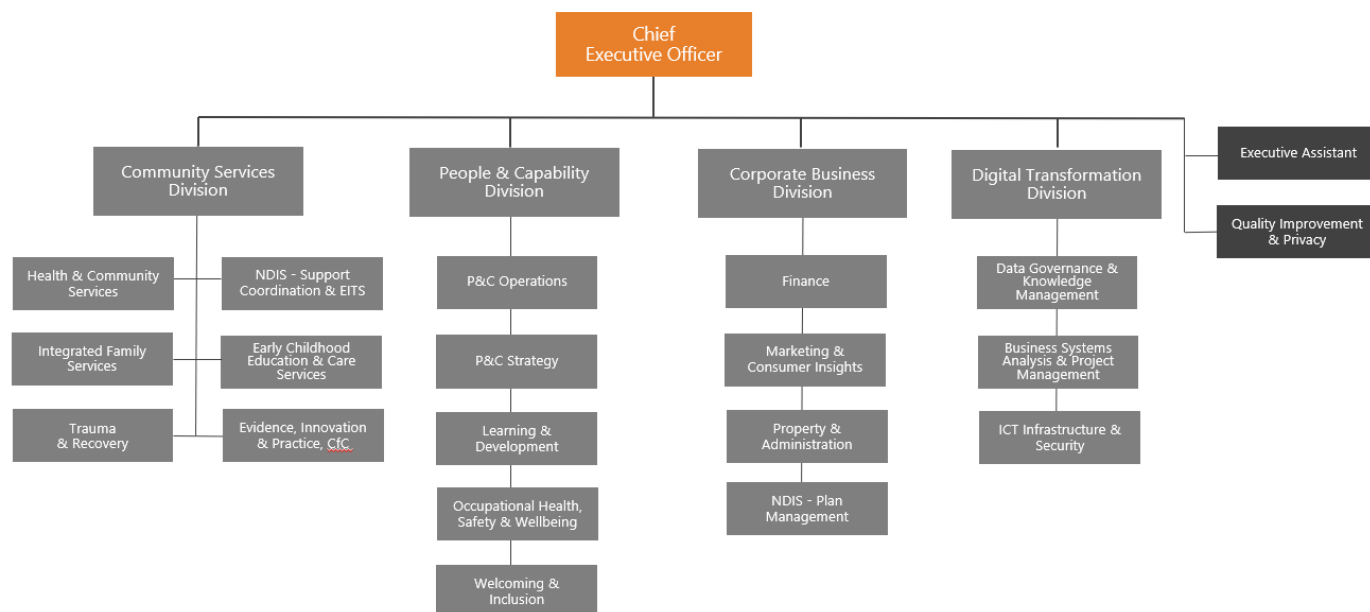 Chief
Executive Officer
Executive Assistant
Quality Improvement
& Privacy
Community Services
Division
Health & Community
Services
NDIS - Support
Coordination & EITS
Integrated Family
Services
Early Childhood
Education & Care
Services
Trauma
& Recovery
Evidence, Innovation
& Practice, CfC
People & Capability
Division
P&C Operations
P&C Strategy
Learning &
Development
Occupational Health,
Safety & Wellbeing
Welcoming &
Inclusion
Corporate Business
Division
Finance
Marketing &
Consumer Insights
Property &
Administration
NDIS - Plan
Management
Digital Transformation
Division
Data Governance &
Knowledge
Management
Business Systems
Analysis & Project
Management
ICT Infrastructure &
Security